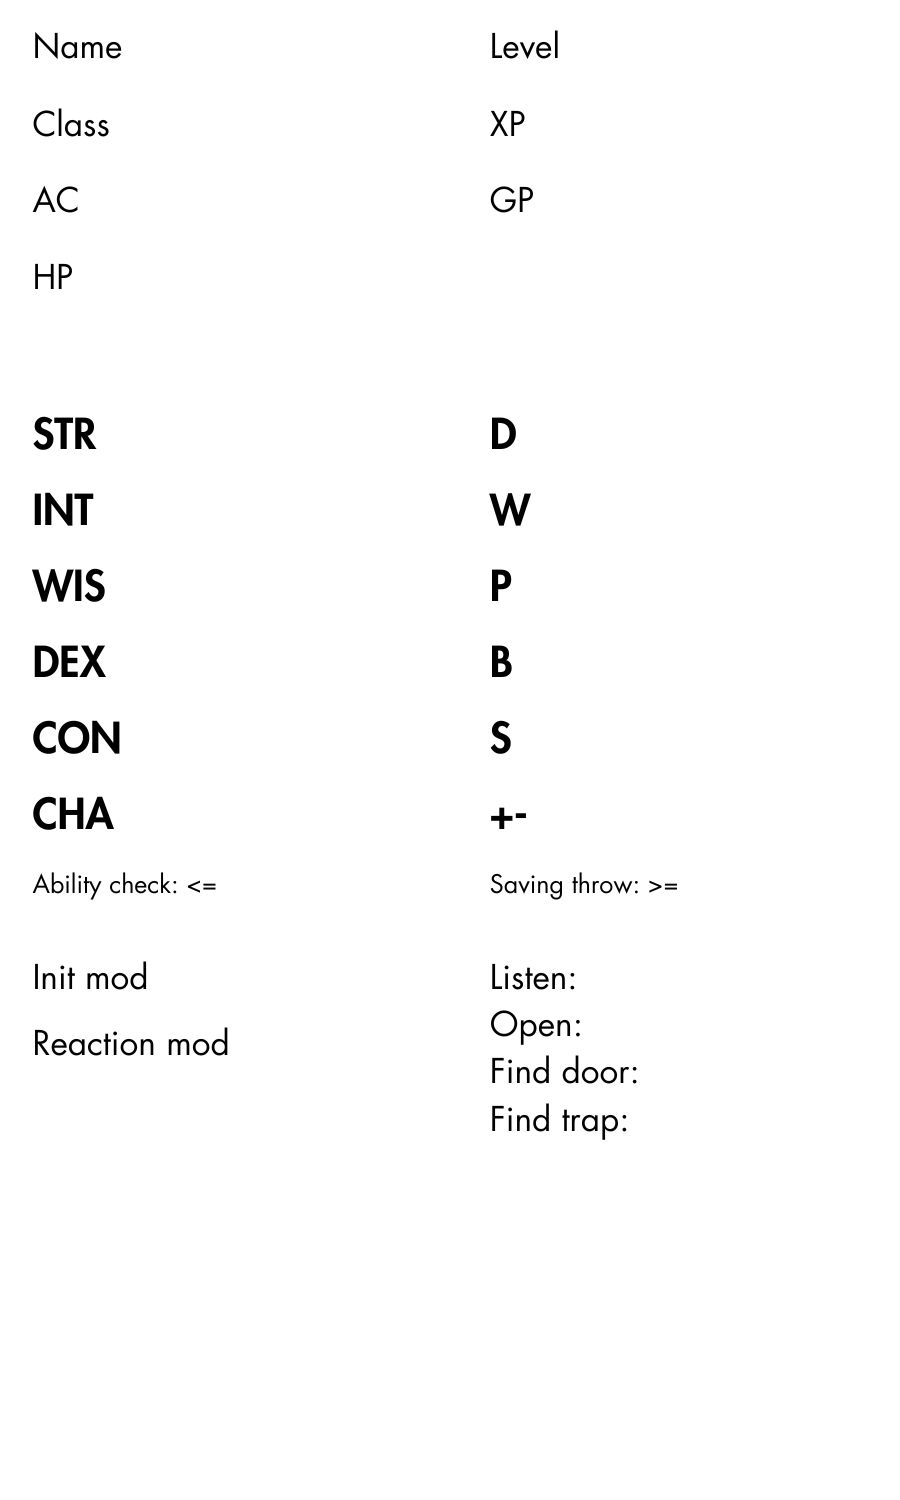 Name
Level
Class
XP
AC
GP
HP
STR
D
INT
W
WIS
P
DEX
B
CON
S
CHA
+-
Ability check: <=
Saving throw: >=
Init mod
Reaction mod
Listen:
Open:
Find door:
Find trap: